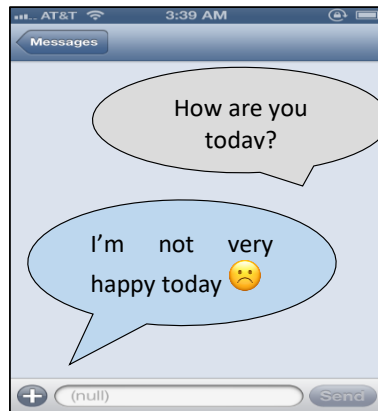 AT&T 3:39 AM
Messages
How are you
today?
I'm not very
happy today ☹
(null) Send